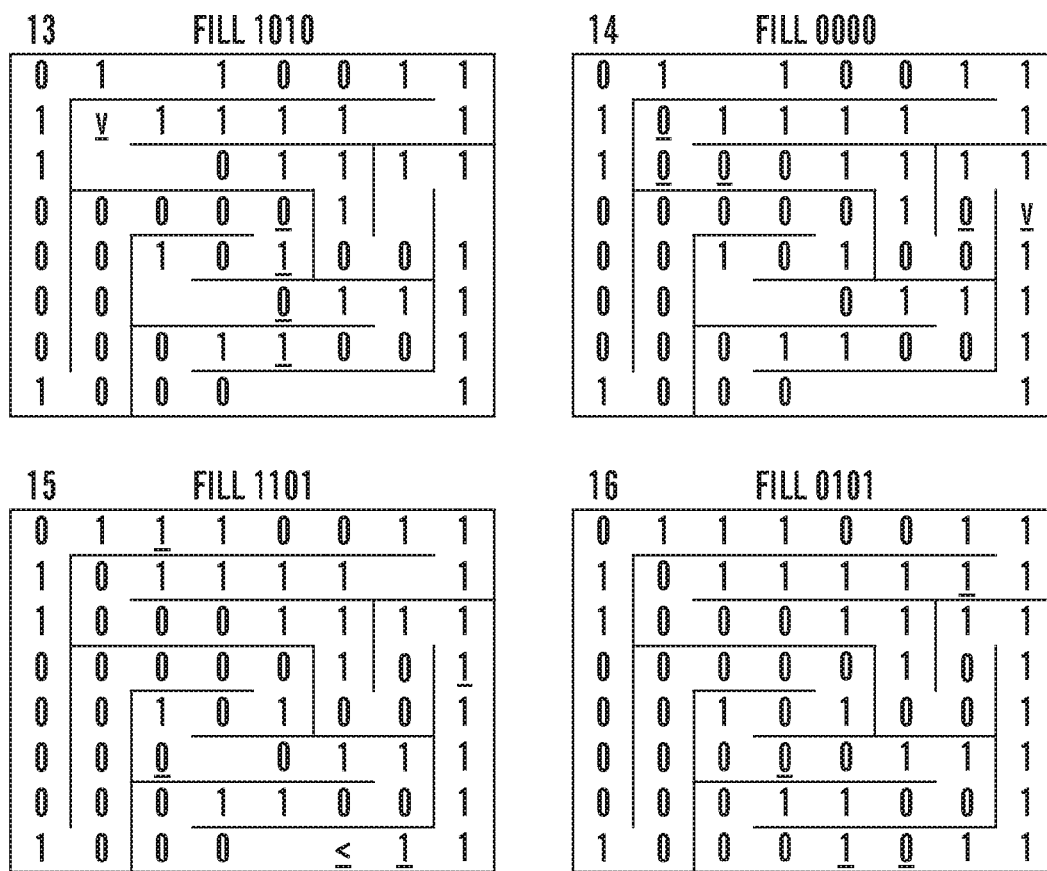 13 FILL 1010
0 1 1 0 0 1 1
1 v 1 1 1 1 1
1 0 1 1 1 1
0 0 0 0 0 1
0 0 1 0 1 0 0 1
0 0 0 1 1 1
0 0 0 1 1 0 0 1
1 0 0 0 1
14 FILL 0000
0 1 1 0 0 1 1
1 0 1 1 1 1 1
1 0 0 0 1 1 1 1
0 0 0 0 0 1 0 v
0 0 1 0 1 0 0 1
0 0 0 1 1 1
0 0 0 1 1 0 0 1
1 0 0 0 1
15 FILL 1101
0 1 1 1 0 0 1 1
1 0 1 1 1 1 1
1 0 0 0 1 1 1 1
0 0 0 0 0 1 0 1
0 0 1 0 1 0 0 1
0 0 0 0 1 1 1
0 0 0 1 1 0 0 1
1 0 0 0 < 1 1
16 FILL 0101
0 1 1 1 0 0 1 1
1 0 1 1 1 1 1 1
1 0 0 0 1 1 1 1
0 0 0 0 0 1 0 1
0 0 1 0 1 0 0 1
0 0 0 0 0 1 1 1
0 0 0 1 1 0 0 1
1 0 0 0 1 0 1 1